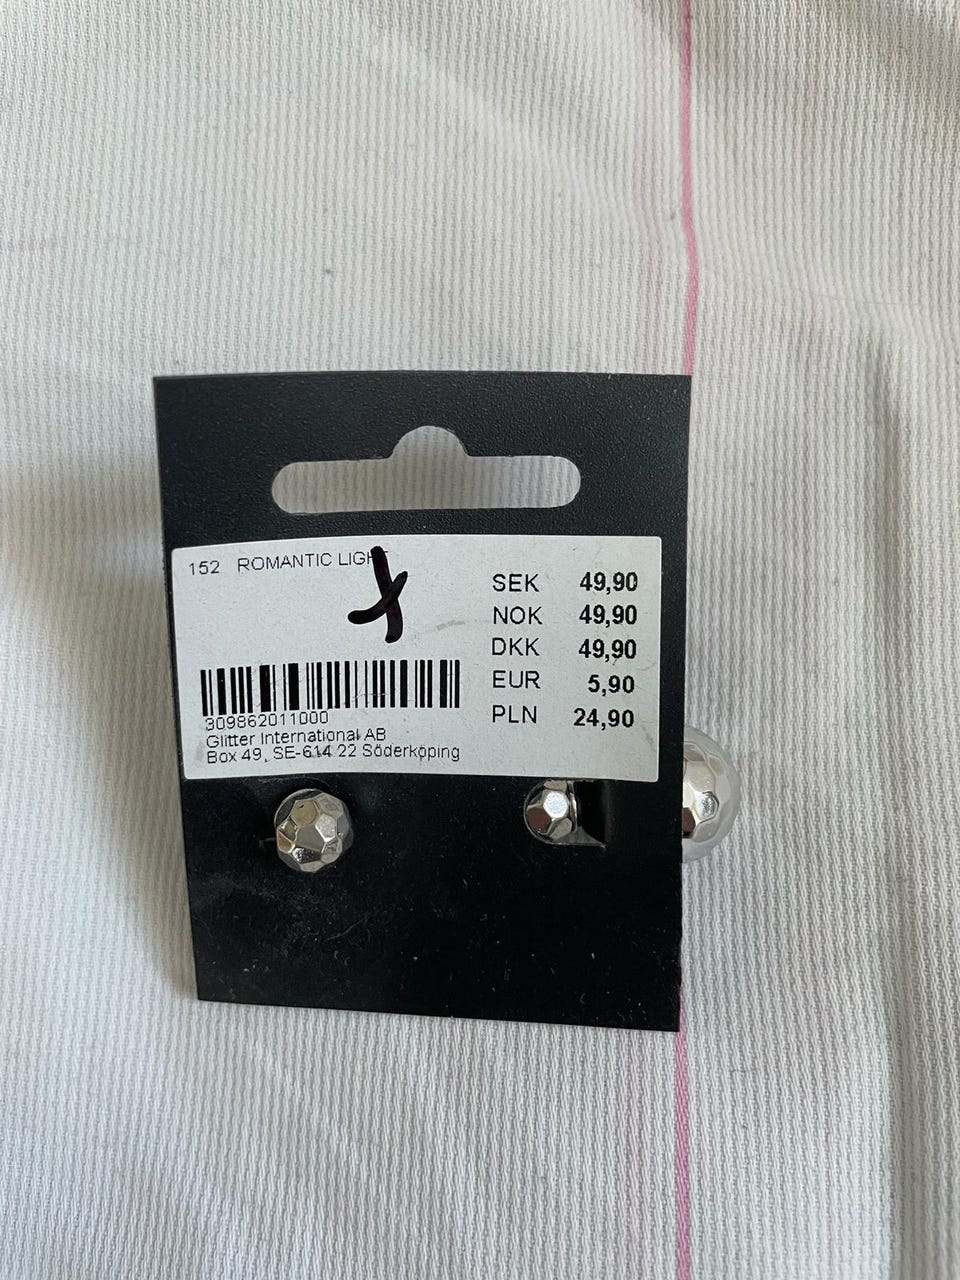 152 ROMANTIC LIGHT
SEK 49,90
NOK 49,90
DKK 49,90
EUR 5,90
PLN 24,90
309862011000
Glitter International AB
Box 49, SE-614 22 Söderköping